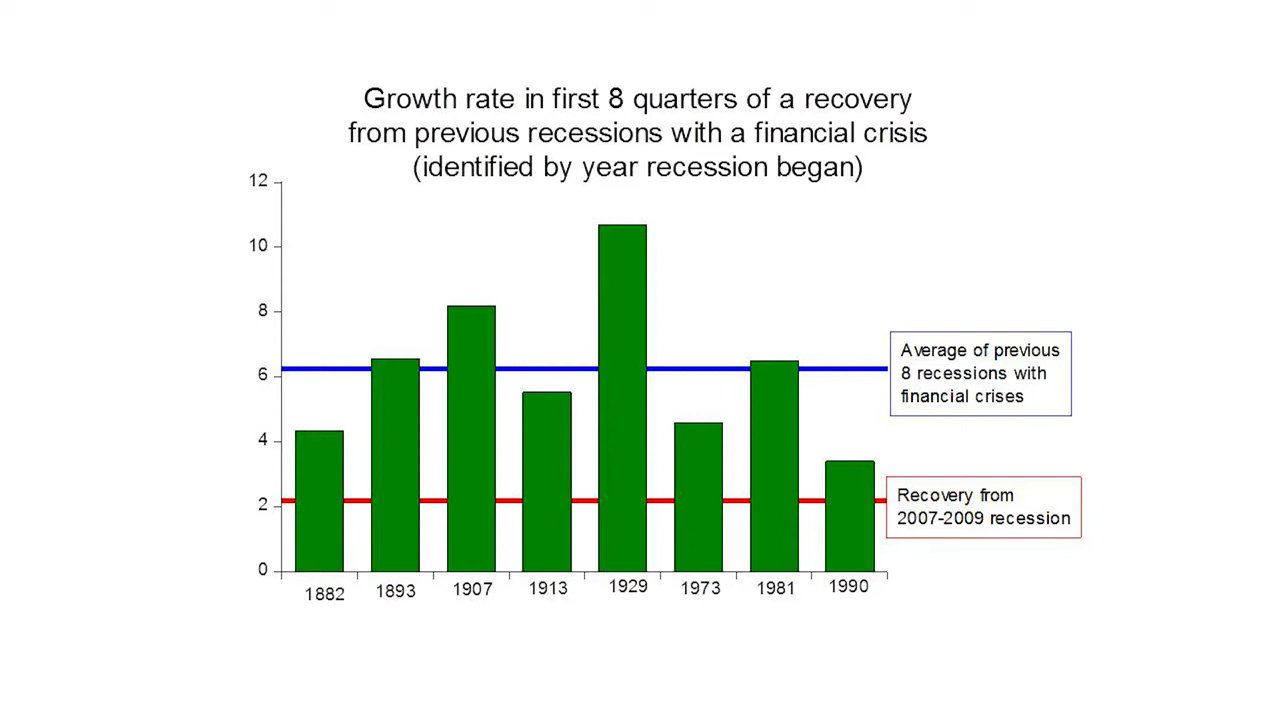 Growth rate in first 8 quarters of a recovery
from previous recessions with a financial crisis
(identified by year recession began)
12
10
8
6
4
2
0
Average of previous
8 recessions with
financial crises
Recovery from
2007-2009 recession
1882 1893 1907 1913 1929 1973 1981 1990